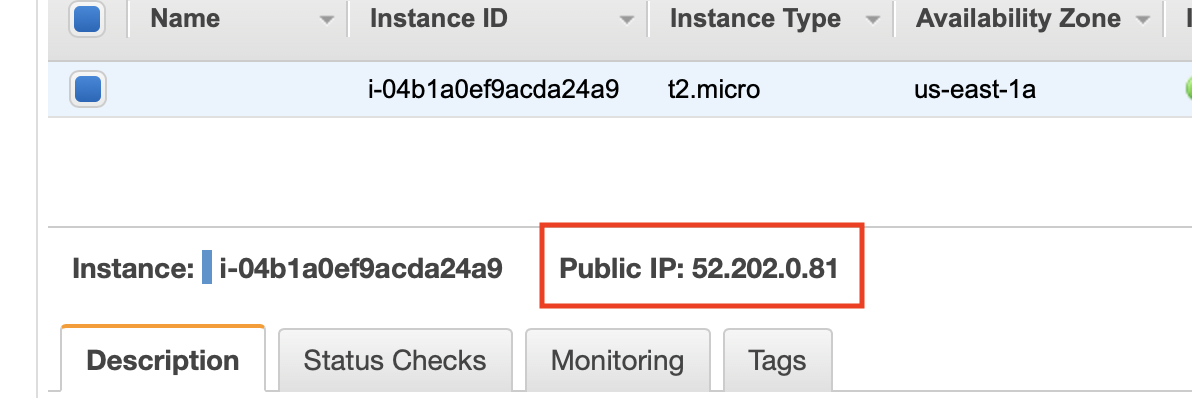 Name Instance ID Instance Type Availability Zone
i-04b1a0ef9acda24a9 t2.micro us-east-1a
Instance: i-04b1a0ef9acda24a9 Public IP: 52.202.0.81
Description Status Checks Monitoring Tags